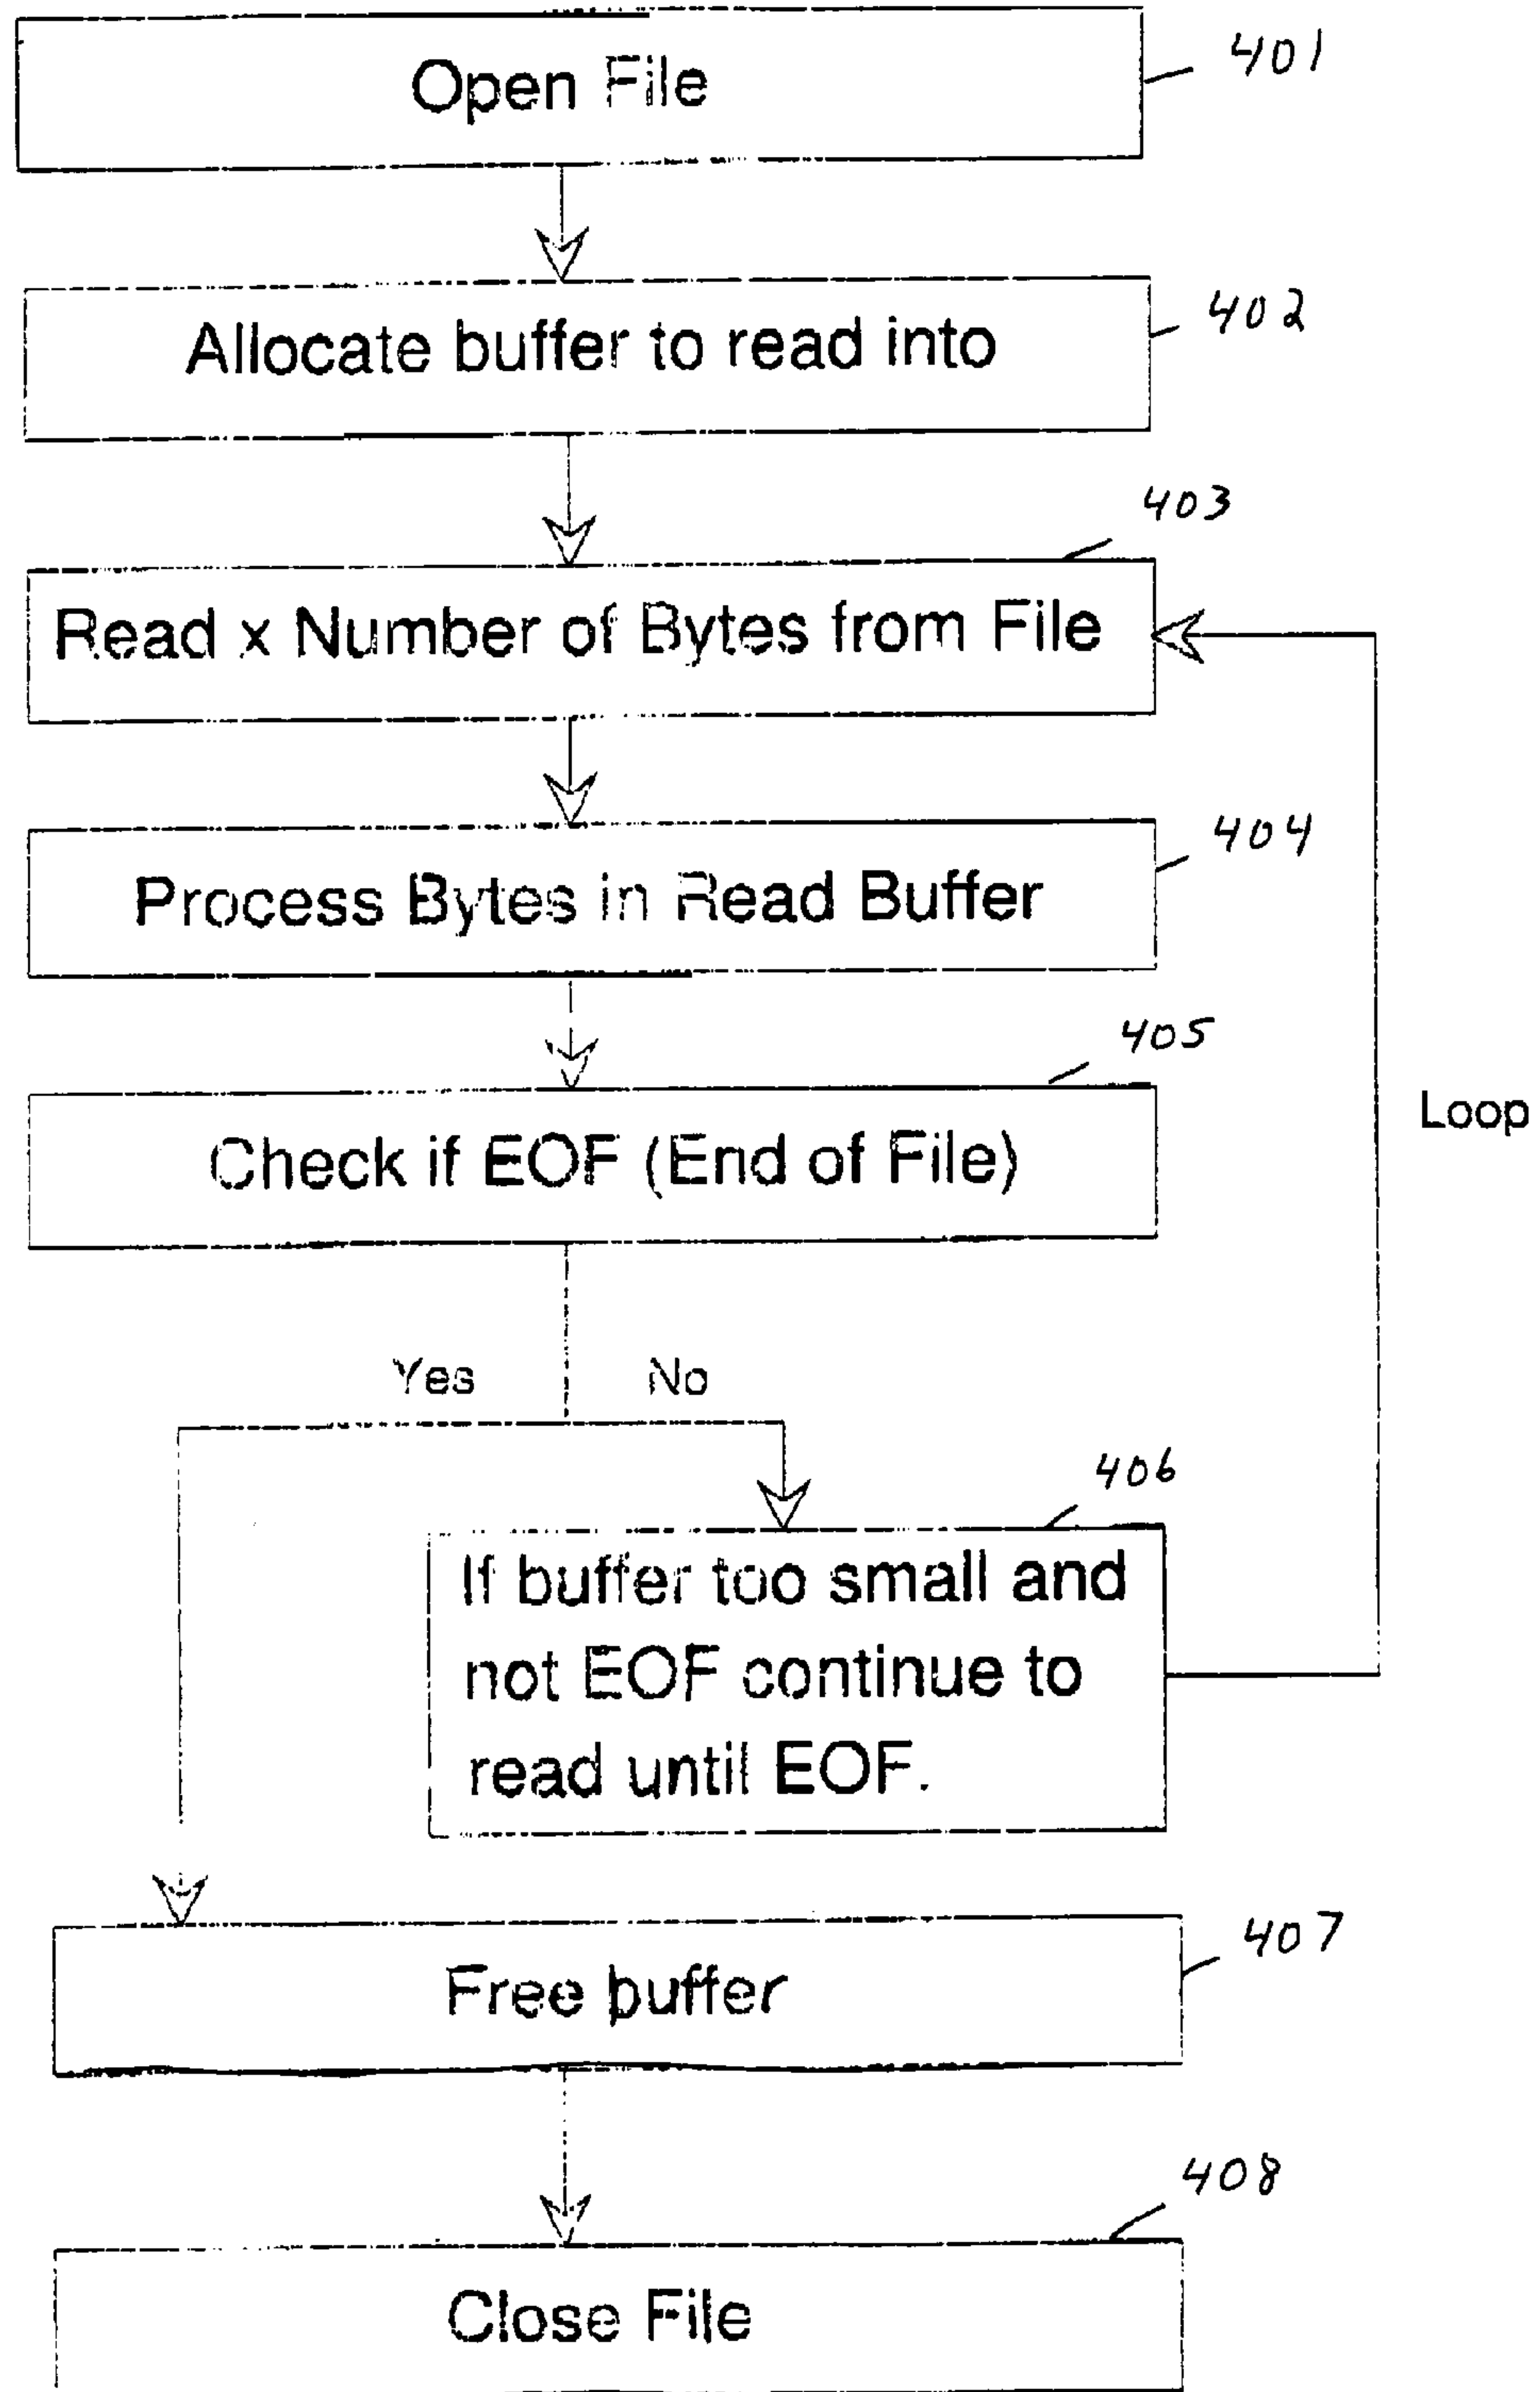 Open File
401
Allocate buffer to read into
402
403
Read x Number of Bytes from File
Process Bytes in Read Buffer
404
405
Check if EOF (End of File)
Loop
Yes
No
406
If buffer too small and
not EOF continue to
read until EOF.
407
Free buffer
408
Close File